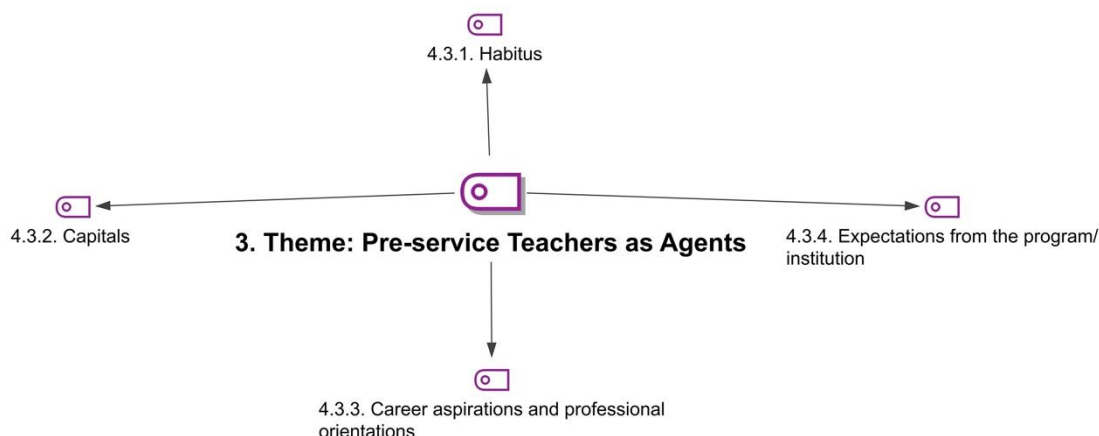 4.3.1. Habitus
4.3.2. Capitals
3. Theme: Pre-service Teachers as Agents
4.3.4. Expectations from the program/
institution
4.3.3. Career aspirations and professional
orientations